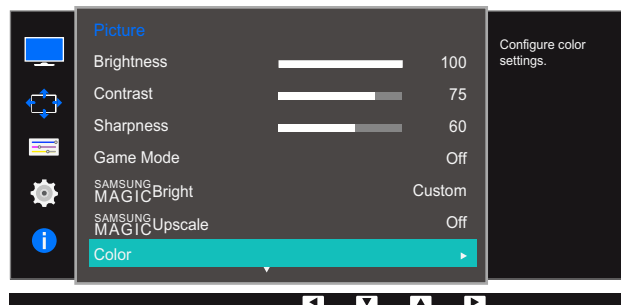 Picture
Configure color
settings.
Brightness 100
Contrast 75
Sharpness 60
Game Mode Off
SAMSUNG
MAGIC Bright Custom
SAMSUNG
MAGIC Upscale Off
Color